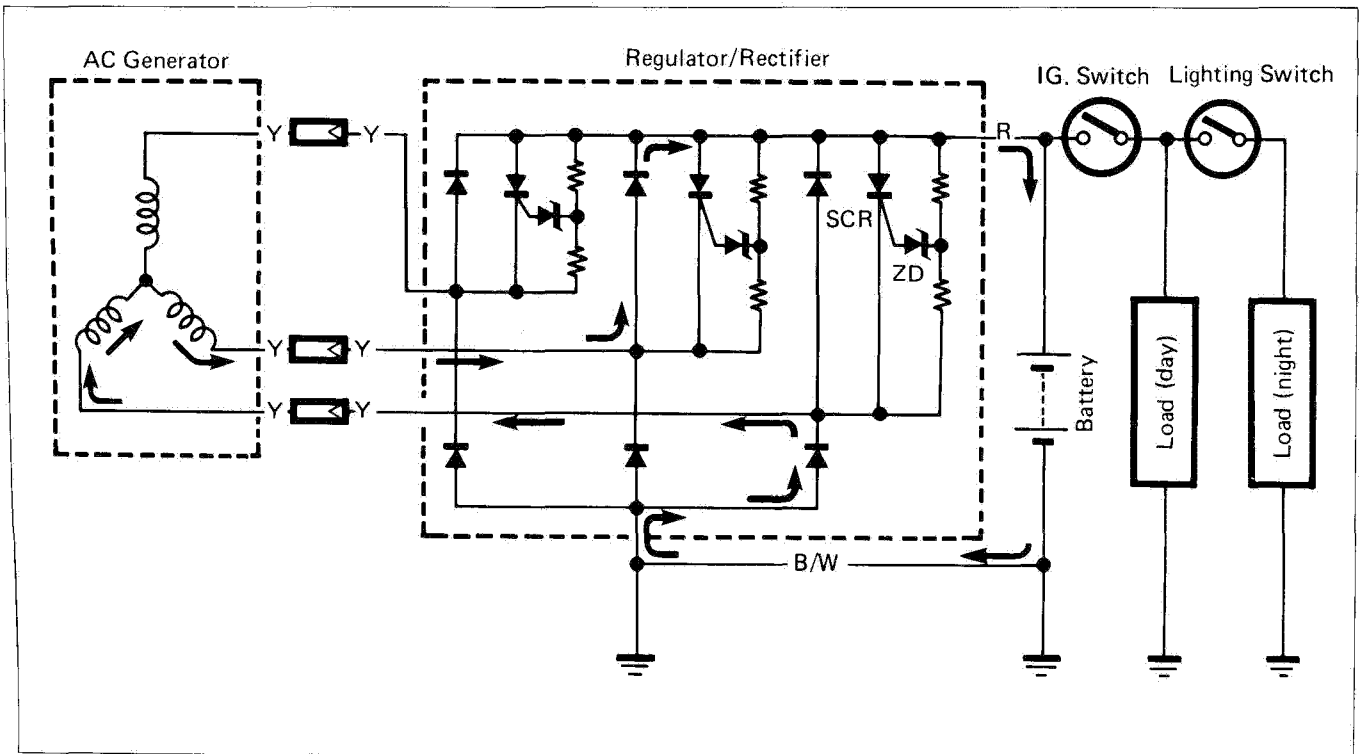 AC Generator
Regulator/Rectifier
IG. Switch
Lighting Switch
Y
Y
R
SCR
ZD
Y
Y
Y
Y
Battery
Load (day)
Load (night)
B/W